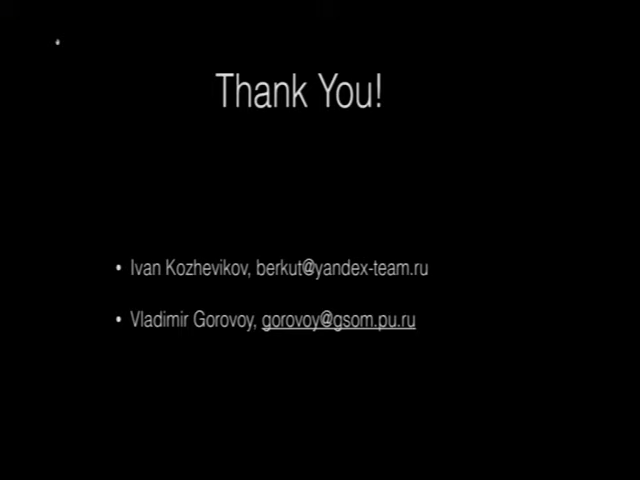 Thank You!
• Ivan Kozhevikov, berkut@yandex-team.ru
• Vladimir Gorovoy, gorovoy@gsom.pu.ru